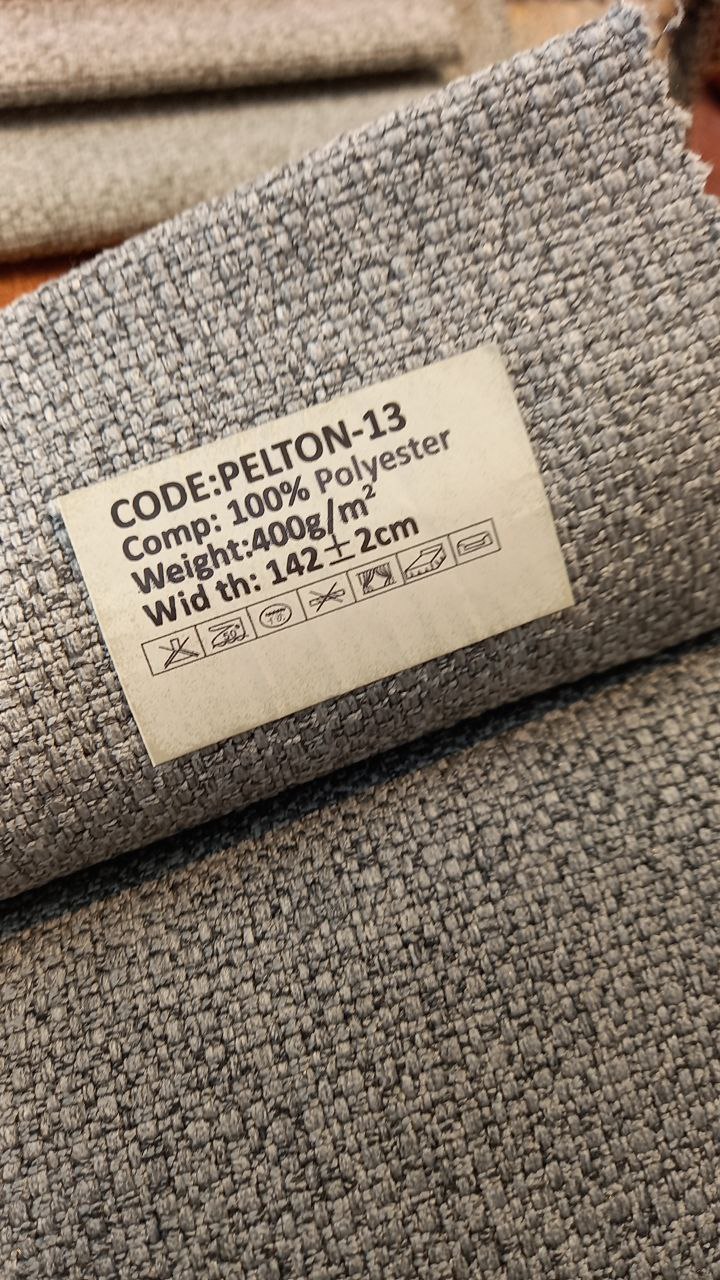 CODE:PELTON-13
Comp: 100% Polyester
Weight:400g/m²
Wid th: 142±2cm